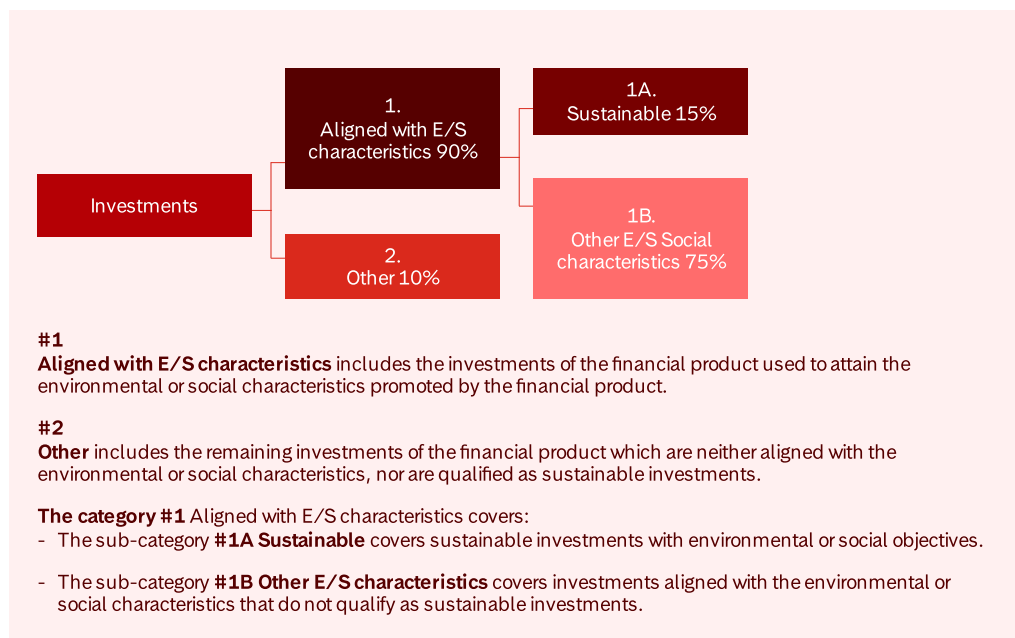 Investments
1.
Aligned with E/S
characteristics 90%
2.
Other 10%
1A.
Sustainable 15%
1B.
Other E/S Social
characteristics 75%
#1
Aligned with E/S characteristics includes the investments of the financial product used to attain the
environmental or social characteristics promoted by the financial product.
#2
Other includes the remaining investments of the financial product which are neither aligned with the
environmental or social characteristics, nor are qualified as sustainable investments.
The category #1 Aligned with E/S characteristics covers:
- The sub-category #1A Sustainable covers sustainable investments with environmental or social objectives.
- The sub-category #1B Other E/S characteristics covers investments aligned with the environmental or
social characteristics that do not qualify as sustainable investments.